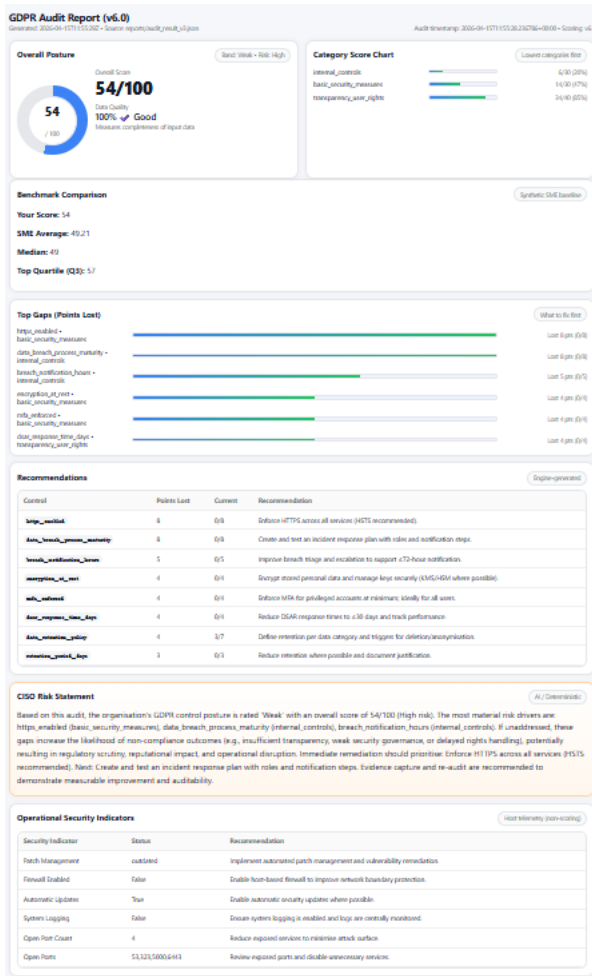 GDPR Audit Report (v6.0)
Audit timestamp: 2026-04-15T11:55:20.236786+00:00 • Scoring: v6
Overall Posture
Band: Weak • Risk: High
54
/ 100
Overall Score
54/100
Data Quality
100% ✔ Good
Measures completeness of input data
Category Score Chart
Lowest categories first
internal_controls 6/30 (20%)
basic_security_measures 14/30 (47%)
transparency_user_rights 34/40 (85%)
Benchmark Comparison
Synthetic SME baseline
Your Score: 54
SME Average: 49.21
Median: 49
Top Quartile (Q3): 57
Top Gaps (Points Lost)
What to fix first
https_enabled •
basic_security_measures
Lost 8 pts (0/8)
data_breach_process_maturity •
internal_controls
Lost 8 pts (0/8)
breach_notification_hours •
internal_controls
Lost 5 pts (0/5)
encryption_at_rest •
basic_security_measures
Lost 4 pts (0/4)
mfa_enforced •
basic_security_measures
Lost 4 pts (0/4)
dsar_response_time_days •
transparency_user_rights
Lost 4 pts (0/4)
Recommendations
Engine-generated
Control Points Lost Current Recommendation
https_enabled 8 0/8 Enforce HTTPS across all services (HSTS recommended).
data_breach_process_maturity 8 0/8 Create and test an incident response plan with roles and notification steps.
breach_notification_hours 5 0/5 Improve breach triage and escalation to support ≤72-hour notification.
encryption_at_rest 4 0/4 Encrypt stored personal data and manage keys securely (KMS/HSM where possible).
mfa_enforced 4 0/4 Enforce MFA for privileged accounts at minimum; ideally for all users.
dsar_response_time_days 4 0/4 Reduce DSAR response times to ≤30 days and track performance.
data_retention_policy 4 3/7 Define retention per data category and triggers for deletion/anonymisation.
retention_period_days 3 0/3 Reduce retention where possible and document justification.
CISO Risk Statement
AI / Deterministic
Based on this audit, the organisation's GDPR control posture is rated 'Weak' with an overall score of 54/100 (High risk). The most material risk drivers are:
https_enabled (basic_security_measures), data_breach_process_maturity (internal_controls), breach_notification_hours (internal_controls). If unaddressed, these
gaps increase the likelihood of non-compliance outcomes (e.g., insufficient transparency, weak security governance, or delayed rights handling), potentially
resulting in regulatory scrutiny, reputational impact, and operational disruption. Immediate remediation should prioritise: Enforce HTTPS across all services (HSTS
recommended). Next: Create and test an incident response plan with roles and notification steps. Evidence capture and re-audit are recommended to
demonstrate measurable improvement and auditability.
Operational Security Indicators
Host telemetry (non-scoring)
Security Indicator Status Recommendation
Patch Management outdated Implement automated patch management and vulnerability remediation.
Firewall Enabled False Enable host-based firewall to improve network boundary protection.
Automatic Updates True Enable automatic security updates where possible.
System Logging False Ensure system logging is enabled and logs are centrally monitored.
Open Port Count 4 Reduce exposed services to minimise attack surface.
Open Ports 53,323,5000,6443 Review exposed ports and disable unnecessary services.